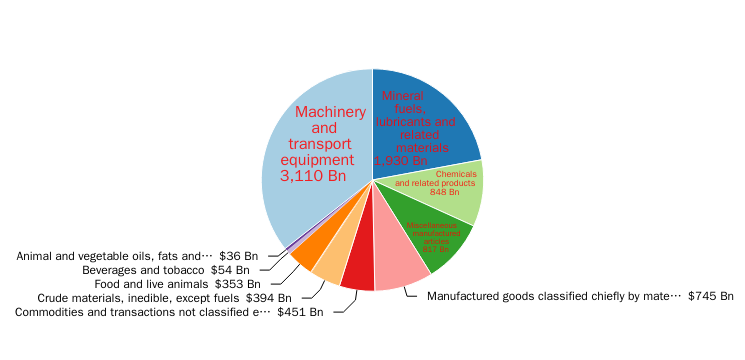 Machinery
and
transport
equipment
3,110 Bn
Mineral
fuels,
lubricants and
related
materials
1,930 Bn
Chemicals
and related products
848 Bn
Miscellaneous
manufactured
articles
817 Bn
Animal and vegetable oils, fats and··· $36 Bn
Beverages and tobacco $54 Bn
Food and live animals $353 Bn
Crude materials, inedible, except fuels $394 Bn
Commodities and transactions not classified e··· $451 Bn
Manufactured goods classified chiefly by mate··· $745 Bn